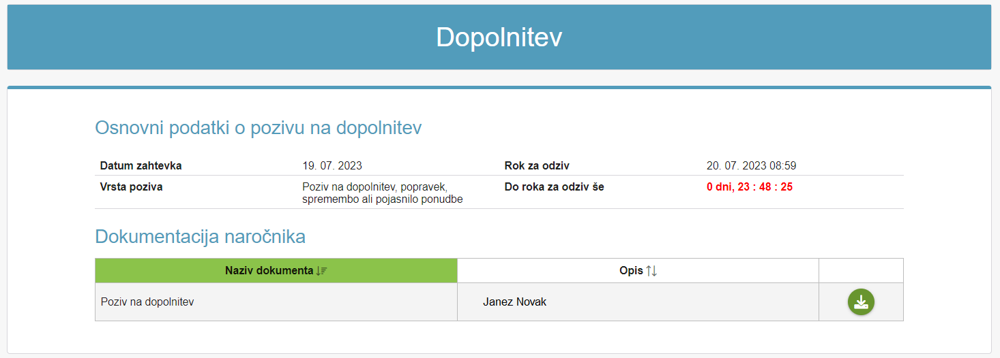 Dopolnitev
Osnovni podatki o pozivu na dopolnitev
Datum zahtevka 19. 07. 2023 Rok za odziv 20. 07. 2023 08:59
Vrsta poziva Poziv na dopolnitev, popravek, Do roka za odziv še 0 dni, 23 : 48 : 25
spremembo ali pojasnilo ponudbe
Dokumentacija naročnika
Naziv dokumenta Opis
Poziv na dopolnitev Janez Novak